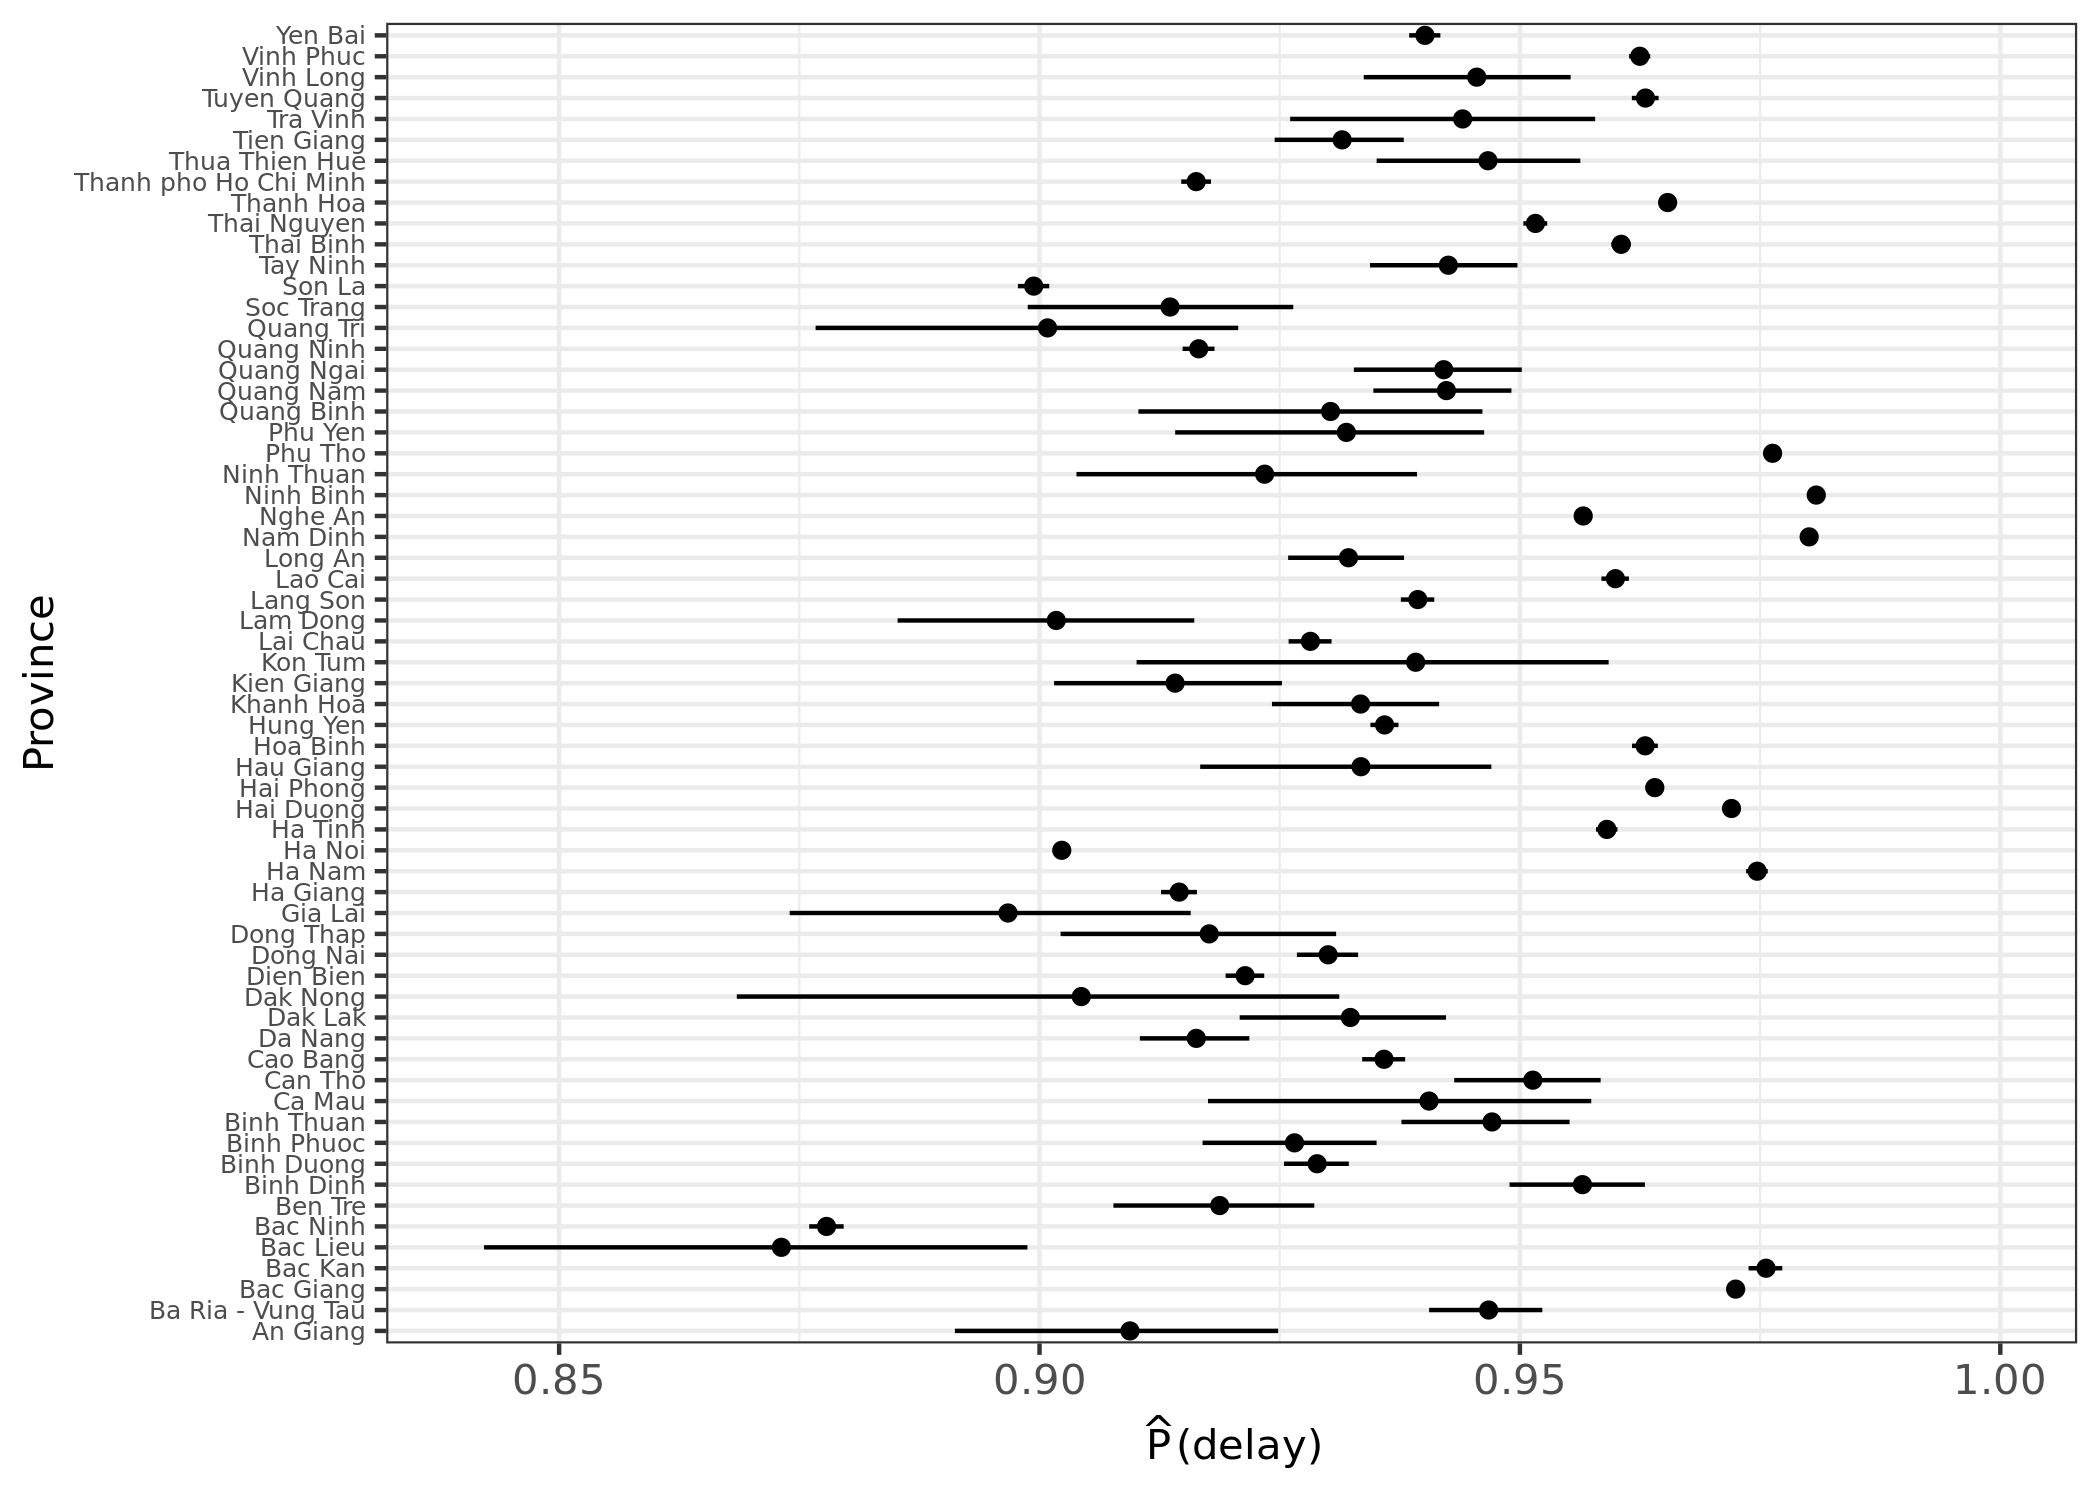 Yen Bai
Vinh Phuc
Vinh Long
Tuyen Quang
Tra Vinh
Tien Giang
Thua Thien Hue
Thanh pho Ho Chi Minh
Thanh Hoa
Thai Nguyen
Thai Binh
Tay Ninh
Son La
Soc Trang
Quang Tri
Quang Ninh
Quang Ngai
Quang Nam
Quang Binh
Phu Yen
Phu Tho
Ninh Thuan
Ninh Binh
Nghe An
Nam Dinh
Long An
Lao Cai
Lang Son
Lam Dong
Lai Chau
Kon Tum
Kien Giang
Khanh Hoa
Hung Yen
Hoa Binh
Hau Giang
Hai Phong
Hai Duong
Ha Tinh
Ha Noi
Ha Nam
Ha Giang
Gia Lai
Dong Thap
Dong Nai
Dien Bien
Dak Nong
Dak Lak
Da Nang
Cao Bang
Can Tho
Ca Mau
Binh Thuan
Binh Phuoc
Binh Duong
Binh Dinh
Ben Tre
Bac Ninh
Bac Lieu
Bac Kan
Bac Giang
Ba Ria - Vung Tau
An Giang
Province
0.85 0.90 0.95 1.00
P̂(delay)